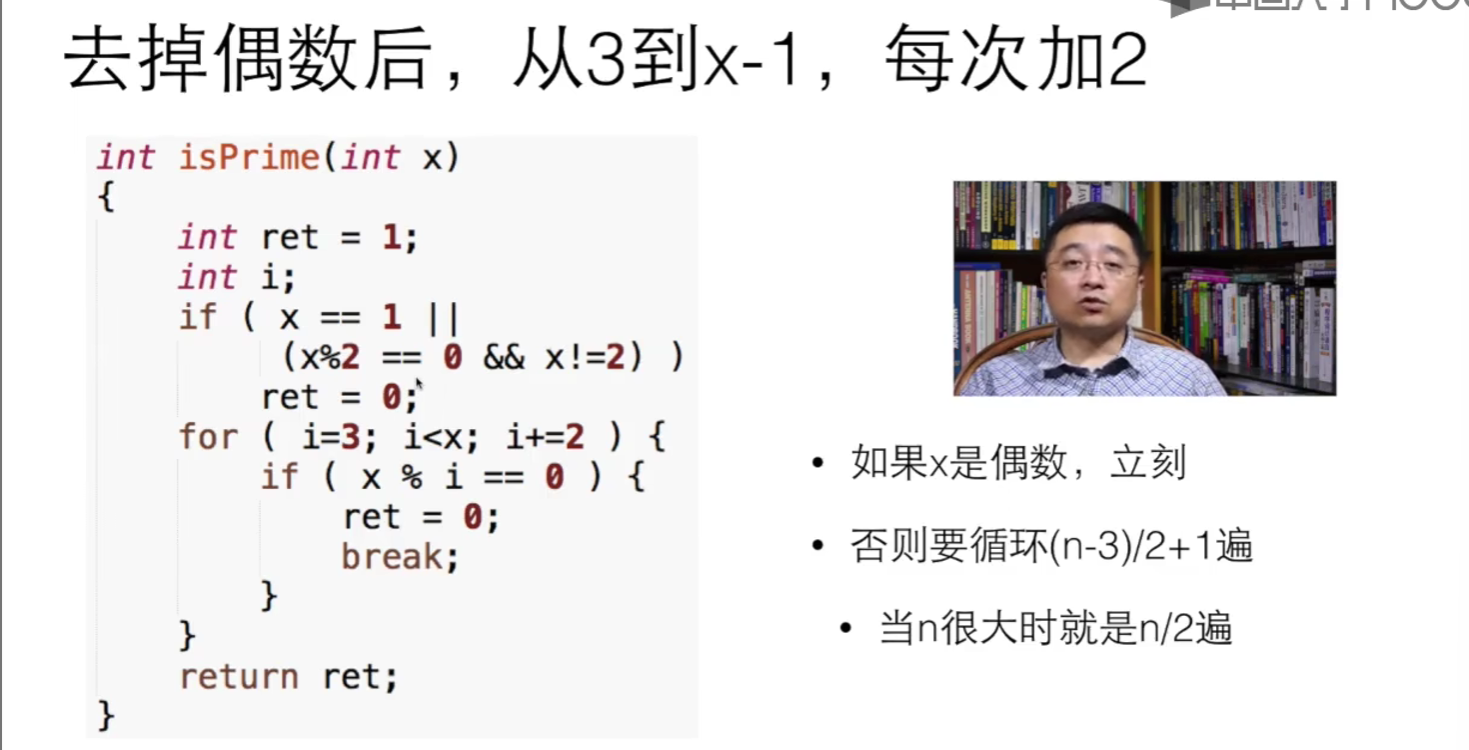 去掉偶数后，从3到x-1，每次加2
int isPrime(int x)
{
    int ret = 1;
    int i;
    if ( x == 1 ||
         (x%2 == 0 && x!=2) )
        ret = 0;
    for ( i=3; i<x; i+=2 ) {
        if ( x % i == 0 ) {
            ret = 0;
            break;
        }
    }
    return ret;
}
• 如果x是偶数，立刻
• 否则要循环(n-3)/2+1遍
• 当n很大时就是n/2遍